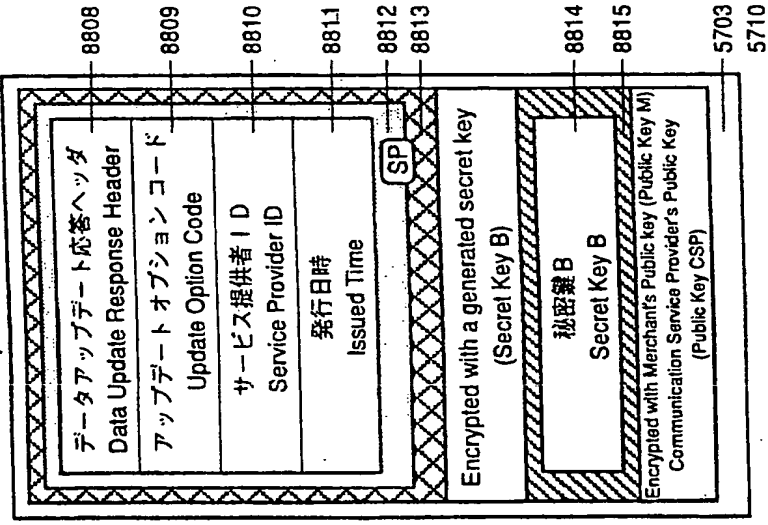 データアップデート応答ヘッダ
Data Update Response Header
アップデートオプションコード
Update Option Code
サービス提供者 I D
Service Provider ID
発行日時
Issued Time
SP
Encrypted with a generated secret key
(Secret Key B)
秘密鍵 B
Secret Key B
Encrypted with Merchant's Public key (Public Key M)
Communication Service Provider's Public Key
(Public Key CSP)
8808
8809
8810
8811
8812
8813
8814
8815
5703
5710